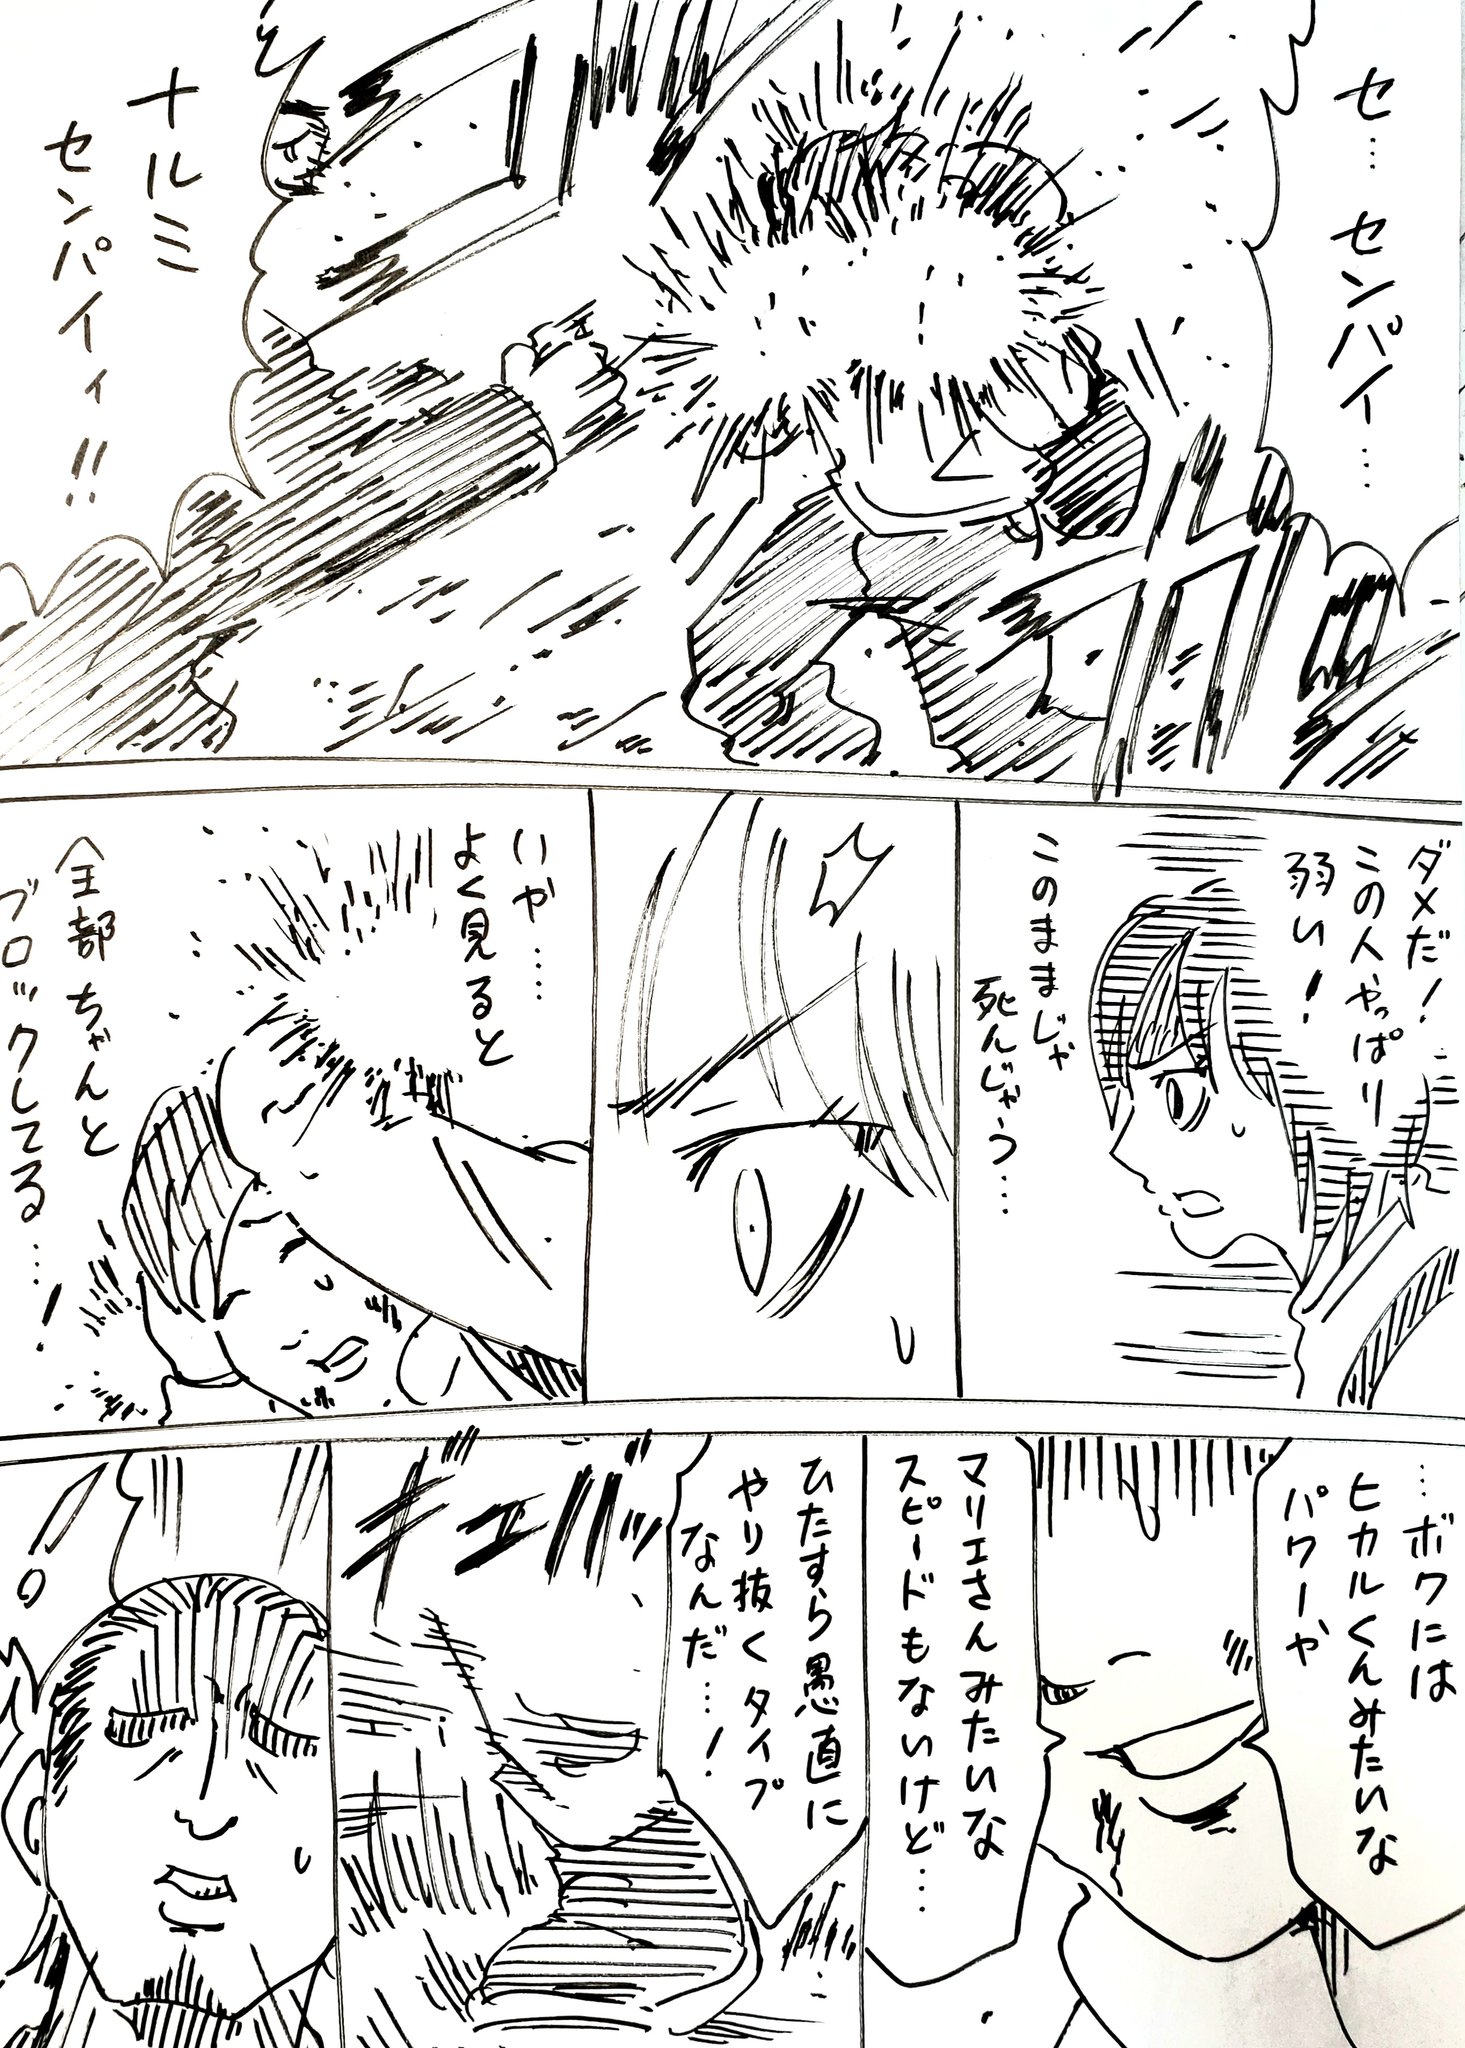 セ…センパイ…
ナルミ
センパイィ!!
ダメだ！
この人やっぱり
弱い！
このままじゃ
死んじゃう…
いや……
よく見ると
全部ちゃんと
ブロックしてる…！
…ボクには
ヒカルくんみたいな
パワーや
マリエさんみたいな
スピードもないけど…
ひたすら愚直に
やり抜くタイプ
なんだ…！
ギュバッ